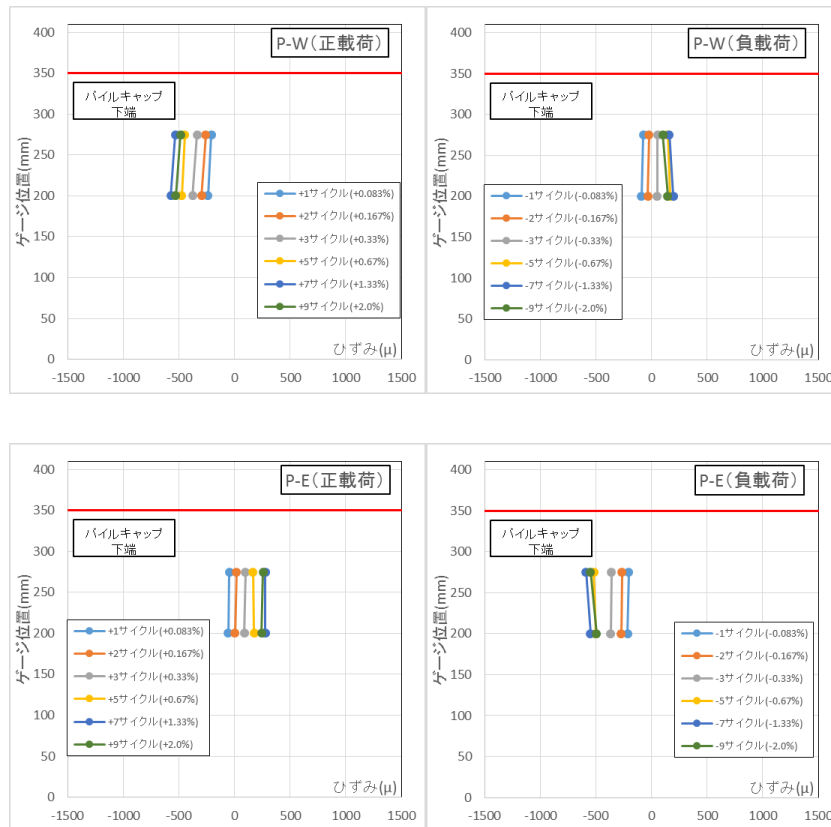 P-W(正載荷)
400
350
300
250
200
150
100
50
0
ゲージ位置(mm)
パイルキャップ
下端
+1サイクル(+0.083%)
+2サイクル(+0.167%)
+3サイクル(+0.33%)
+5サイクル(+0.67%)
+7サイクル(+1.33%)
+9サイクル(+2.0%)
ひずみ(μ)
-1500 -1000 -500 0 500 1000 1500
P-W(負載荷)
400
350
300
250
200
150
100
50
0
ゲージ位置(mm)
パイルキャップ
下端
-1サイクル(-0.083%)
-2サイクル(-0.167%)
-3サイクル(-0.33%)
-5サイクル(-0.67%)
-7サイクル(-1.33%)
-9サイクル(-2.0%)
ひずみ(μ)
-1500 -1000 -500 0 500 1000 1500
P-E(正載荷)
400
350
300
250
200
150
100
50
0
ゲージ位置(mm)
パイルキャップ
下端
+1サイクル(+0.083%)
+2サイクル(+0.167%)
+3サイクル(+0.33%)
+5サイクル(+0.67%)
+7サイクル(+1.33%)
+9サイクル(+2.0%)
ひずみ(μ)
-1500 -1000 -500 0 500 1000 1500
P-E(負載荷)
400
350
300
250
200
150
100
50
0
ゲージ位置(mm)
パイルキャップ
下端
-1サイクル(-0.083%)
-2サイクル(-0.167%)
-3サイクル(-0.33%)
-5サイクル(-0.67%)
-7サイクル(-1.33%)
-9サイクル(-2.0%)
ひずみ(μ)
-1500 -1000 -500 0 500 1000 1500